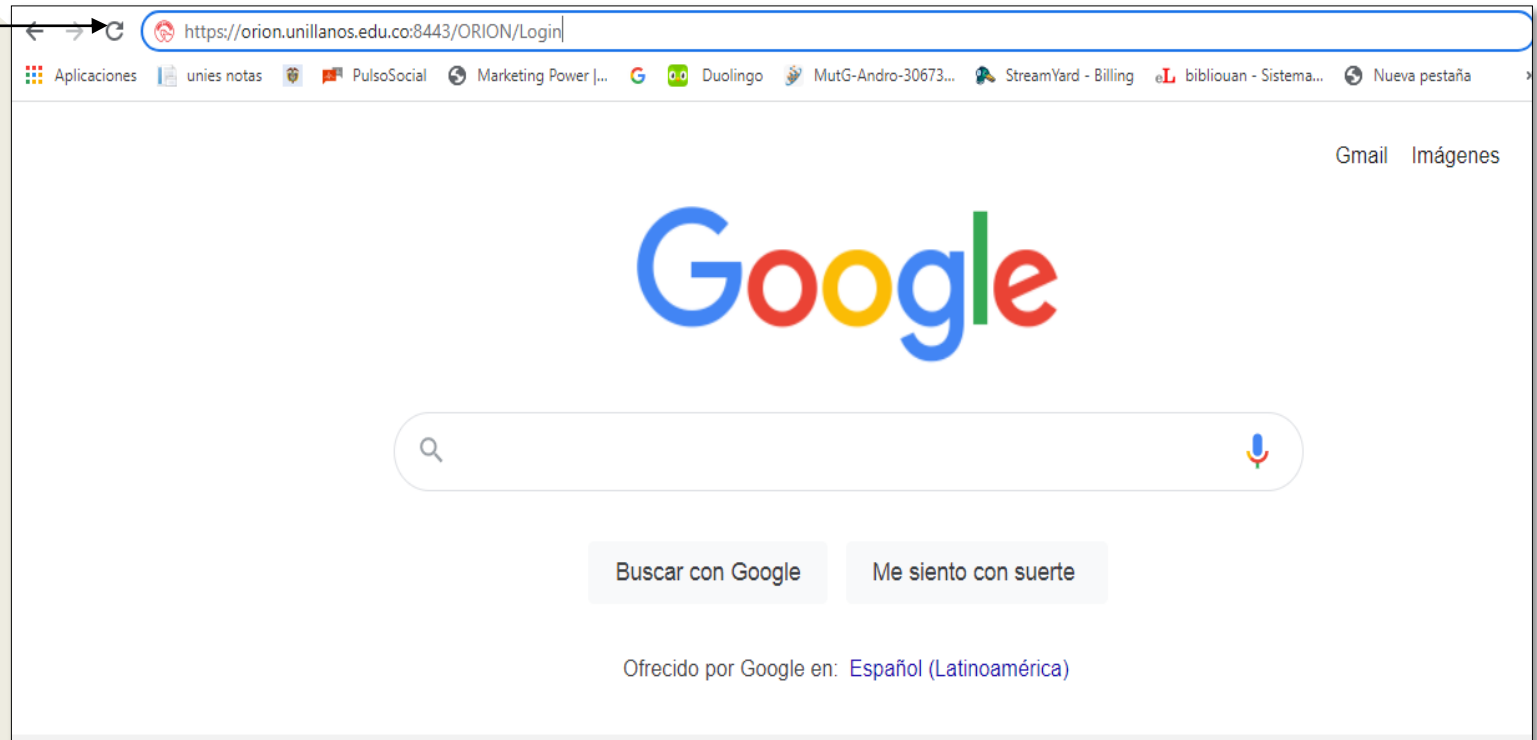 https://orion.unillanos.edu.co:8443/ORION/Login
Aplicaciones unies notas PulsoSocial Marketing Power |... G Duolingo MutG-Andro-30673... StreamYard - Billing eL bibliouan - Sistema... Nueva pestaña
Gmail Imágenes
Google
Buscar con Google Me siento con suerte
Ofrecido por Google en: Español (Latinoamérica)